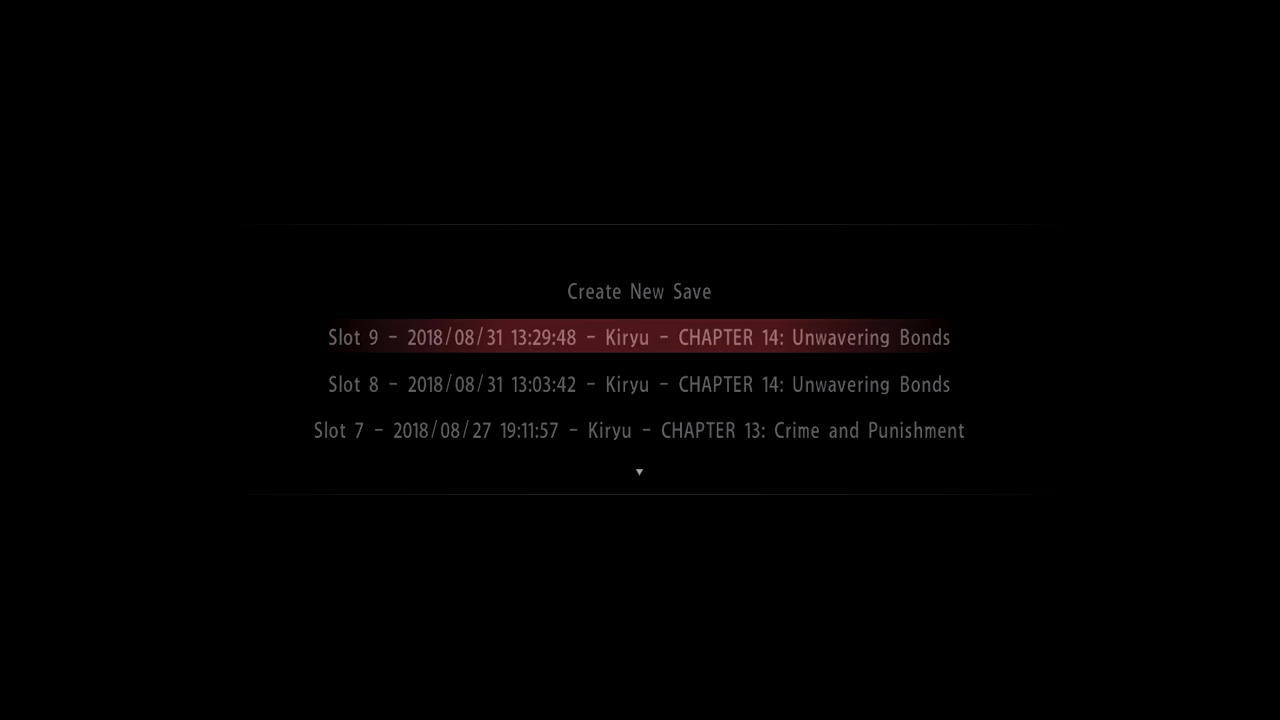 Create New Save
Slot 9 - 2018/08/31 13:29:48 - Kiryu - CHAPTER 14: Unwavering Bonds
Slot 8 - 2018/08/31 13:03:42 - Kiryu - CHAPTER 14: Unwavering Bonds
Slot 7 - 2018/08/27 19:11:57 - Kiryu - CHAPTER 13: Crime and Punishment